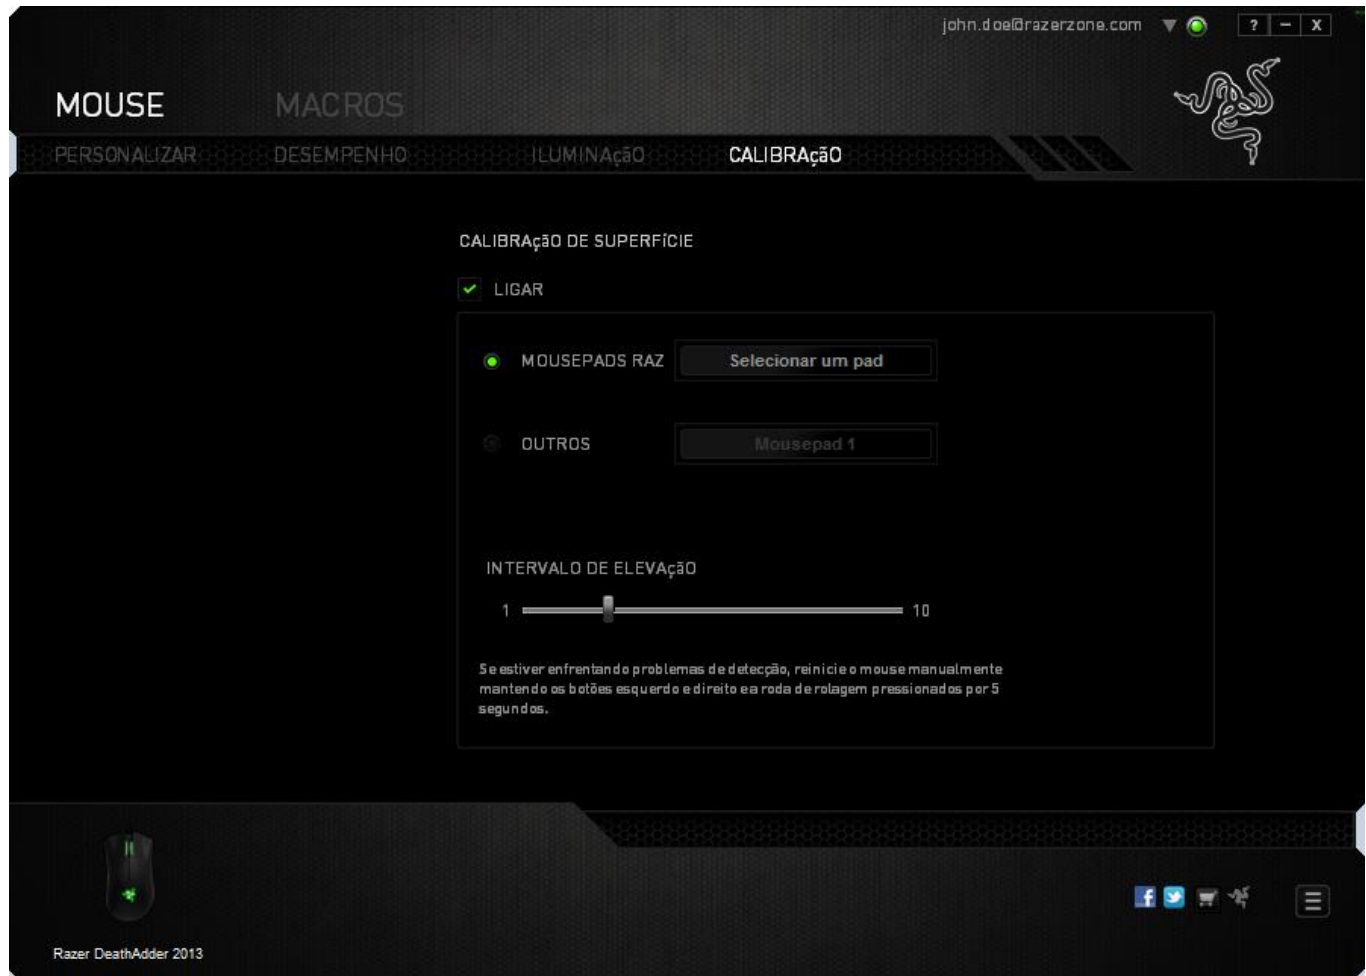 john.doe@razerzone.com
? – X
MOUSE MACROS
PERSONALIZAR DESEMPENHO ILUMINAçãO CALIBRAçãO
CALIBRAçãO DE SUPERFíCIE
LIGAR
MOUSEPADS RAZ Selecionar um pad
OUTROS Mousepad 1
INTERVALO DE ELEVAçãO
1 10
Se estiver enfrentando problemas de detecção, reinicie o mouse manualmente
mantendo os botões esquerdo e direito e a roda de rolagem pressionados por 5
segundos.
Razer DeathAdder 2013